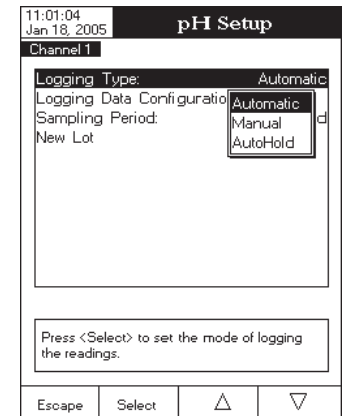 11:01:04
Jan 18, 2005
pH Setup
Channel 1
Logging Type: Automatic
Logging Data Configuratio
Sampling Period: d
New Lot
Automatic
Manual
AutoHold
Press <Select> to set the mode of logging
the readings.
Escape Select △ ▽